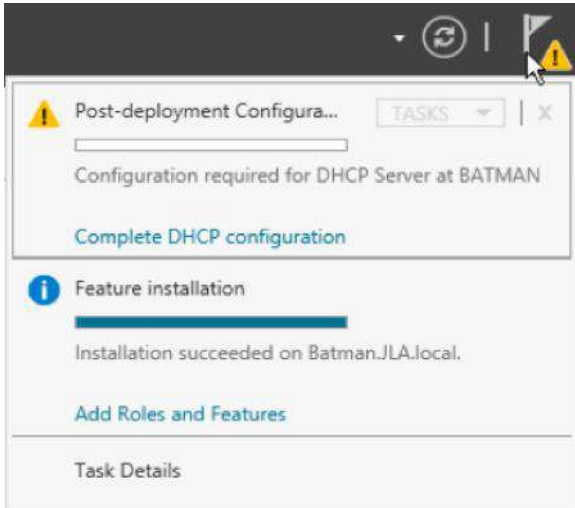 Post-deployment Configura...
TASKS
X
Configuration required for DHCP Server at BATMAN
Complete DHCP configuration
Feature installation
Installation succeeded on Batman.JLA.local.
Add Roles and Features
Task Details